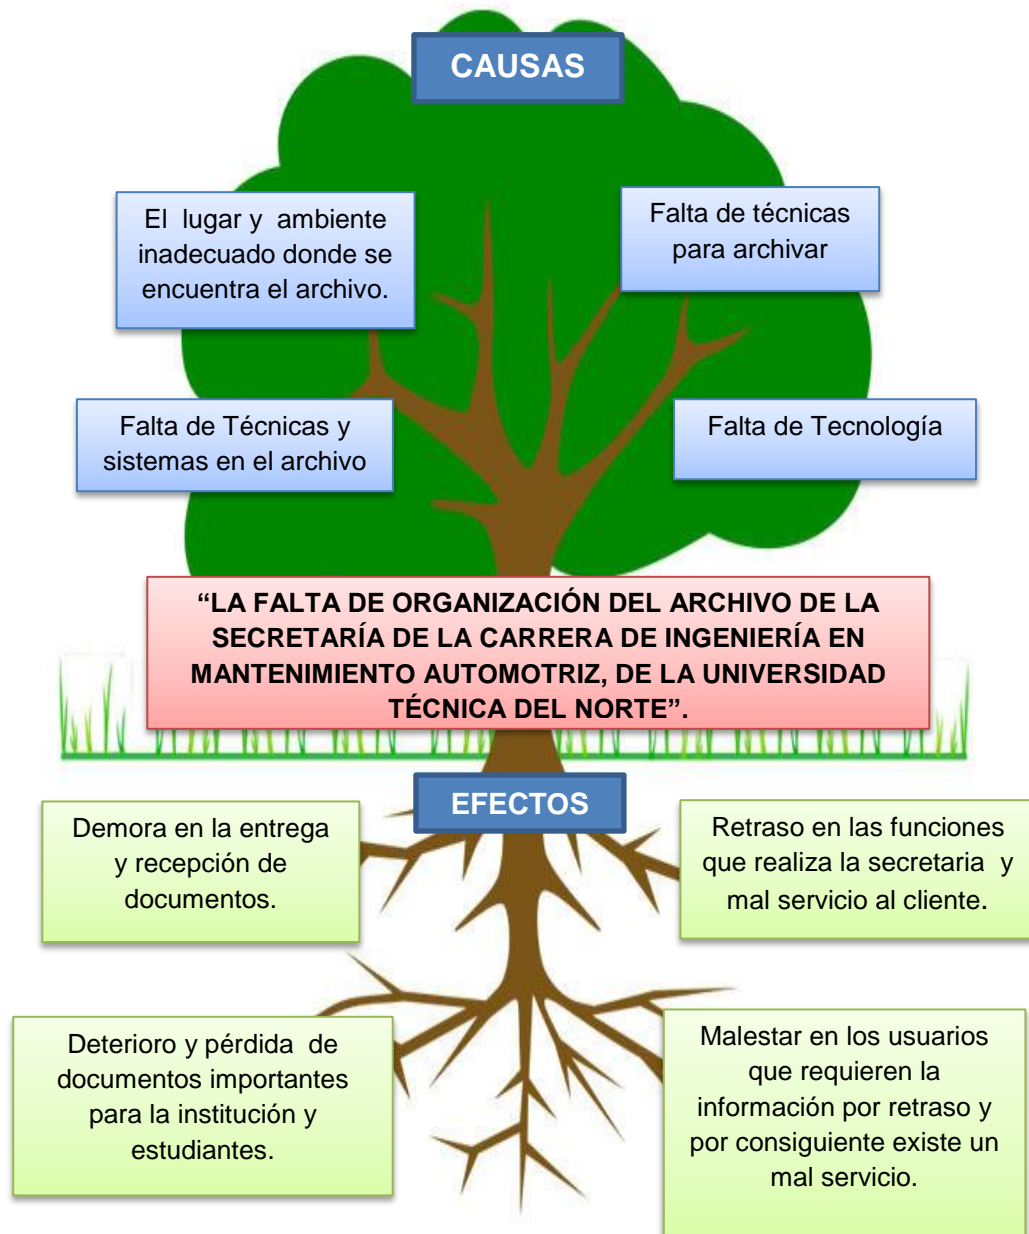 CAUSAS
El lugar y ambiente
inadecuado donde se
encuentra el archivo.
Falta de técnicas
para archivar
Falta de Técnicas y
sistemas en el archivo
Falta de Tecnología
“LA FALTA DE ORGANIZACIÓN DEL ARCHIVO DE LA
SECRETARÍA DE LA CARRERA DE INGENIERÍA EN
MANTENIMIENTO AUTOMOTRIZ, DE LA UNIVERSIDAD
TÉCNICA DEL NORTE”.
EFECTOS
Demora en la entrega
y recepción de
documentos.
Retraso en las funciones
que realiza la secretaria y
mal servicio al cliente.
Deterioro y pérdida de
documentos importantes
para la institución y
estudiantes.
Malestar en los usuarios
que requieren la
información por retraso y
por consiguiente existe un
mal servicio.